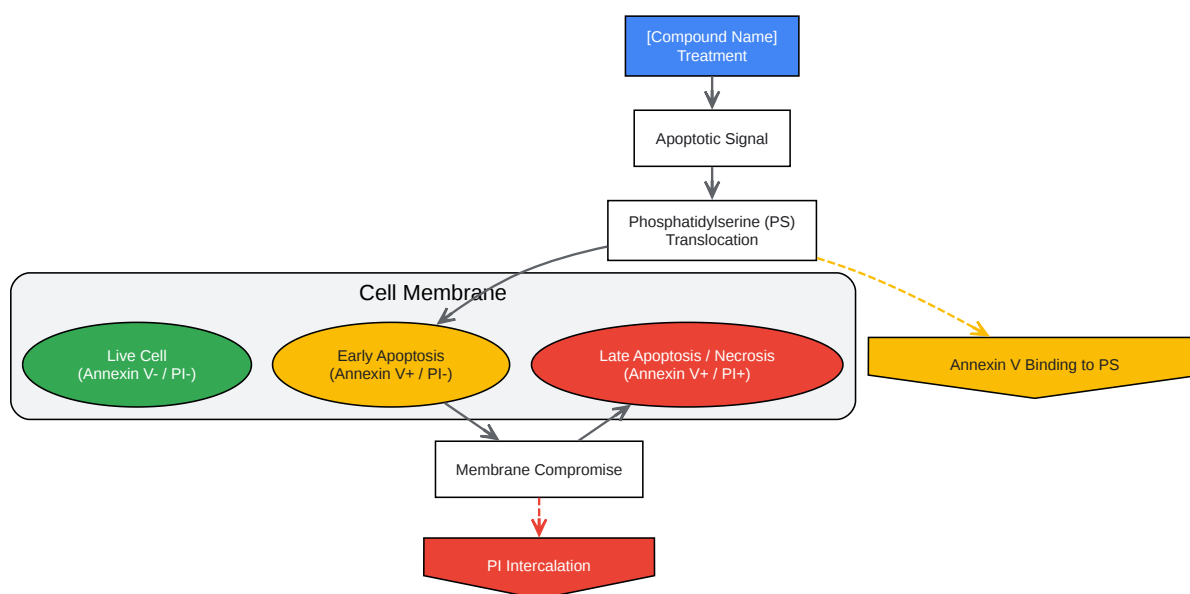 [Compound Name]
Treatment
Apoptotic Signal
Phosphatidylserine (PS)
Translocation
Cell Membrane
Live Cell
(Annexin V- / PI-)
Early Apoptosis
(Annexin V+ / PI-)
Late Apoptosis / Necrosis
(Annexin V+ / PI+)
Annexin V Binding to PS
Membrane Compromise
PI Intercalation